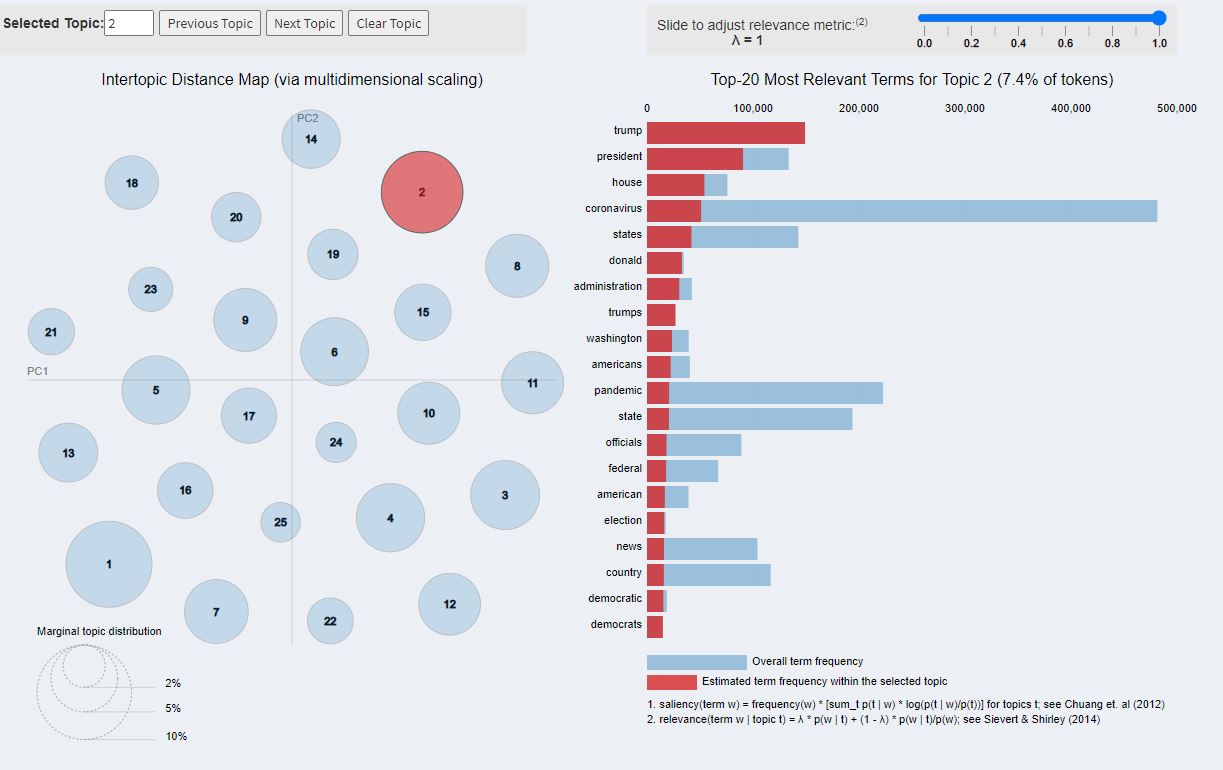 Selected Topic: 2 Previous Topic Next Topic Clear Topic
Slide to adjust relevance metric:(2)
λ = 1
0.0 0.2 0.4 0.6 0.8 1.0
Intertopic Distance Map (via multidimensional scaling)
PC2
14
18
2
20
19
8
23
15
9
21
6
PC1
11
5
10
17
24
13
16
3
4
25
1
12
7
22
Marginal topic distribution
2%
5%
10%
Top-20 Most Relevant Terms for Topic 2 (7.4% of tokens)
0 100,000 200,000 300,000 400,000 500,000
trump
president
house
coronavirus
states
donald
administration
trumps
washington
americans
pandemic
state
officials
federal
american
election
news
country
democratic
democrats
Overall term frequency
Estimated term frequency within the selected topic
1. saliency(term w) = frequency(w) * [sum_t p(t | w) * log(p(t | w)/p(t))] for topics t; see Chuang et. al (2012)
2. relevance(term w | topic t) = λ * p(w | t) + (1 - λ) * p(w | t)/p(w); see Sievert & Shirley (2014)